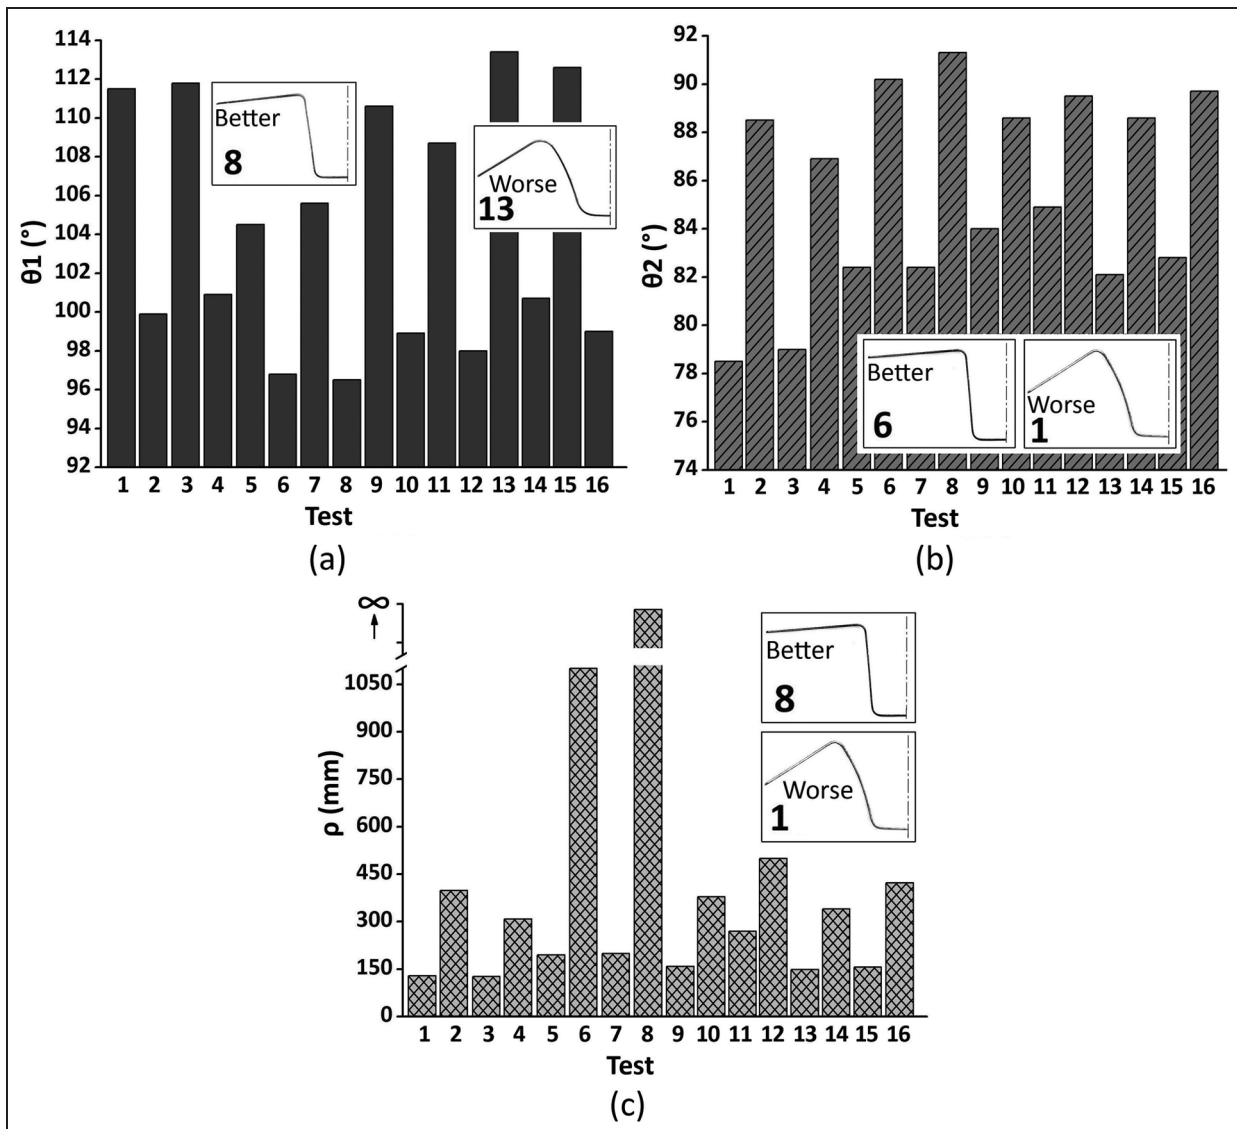 114
112
110
108
106
104
102
100
98
96
94
92
θ1 (°)
Better
8
Worse
13
1 2 3 4 5 6 7 8 9 10 11 12 13 14 15 16
Test
(a)
92
90
88
86
84
82
80
78
76
74
θ2 (°)
Better
6
Worse
1
1 2 3 4 5 6 7 8 9 10 11 12 13 14 15 16
Test
(b)
∞
1050
900
750
600
450
300
150
0
ρ (mm)
Better
8
Worse
1
1 2 3 4 5 6 7 8 9 10 11 12 13 14 15 16
Test
(c)